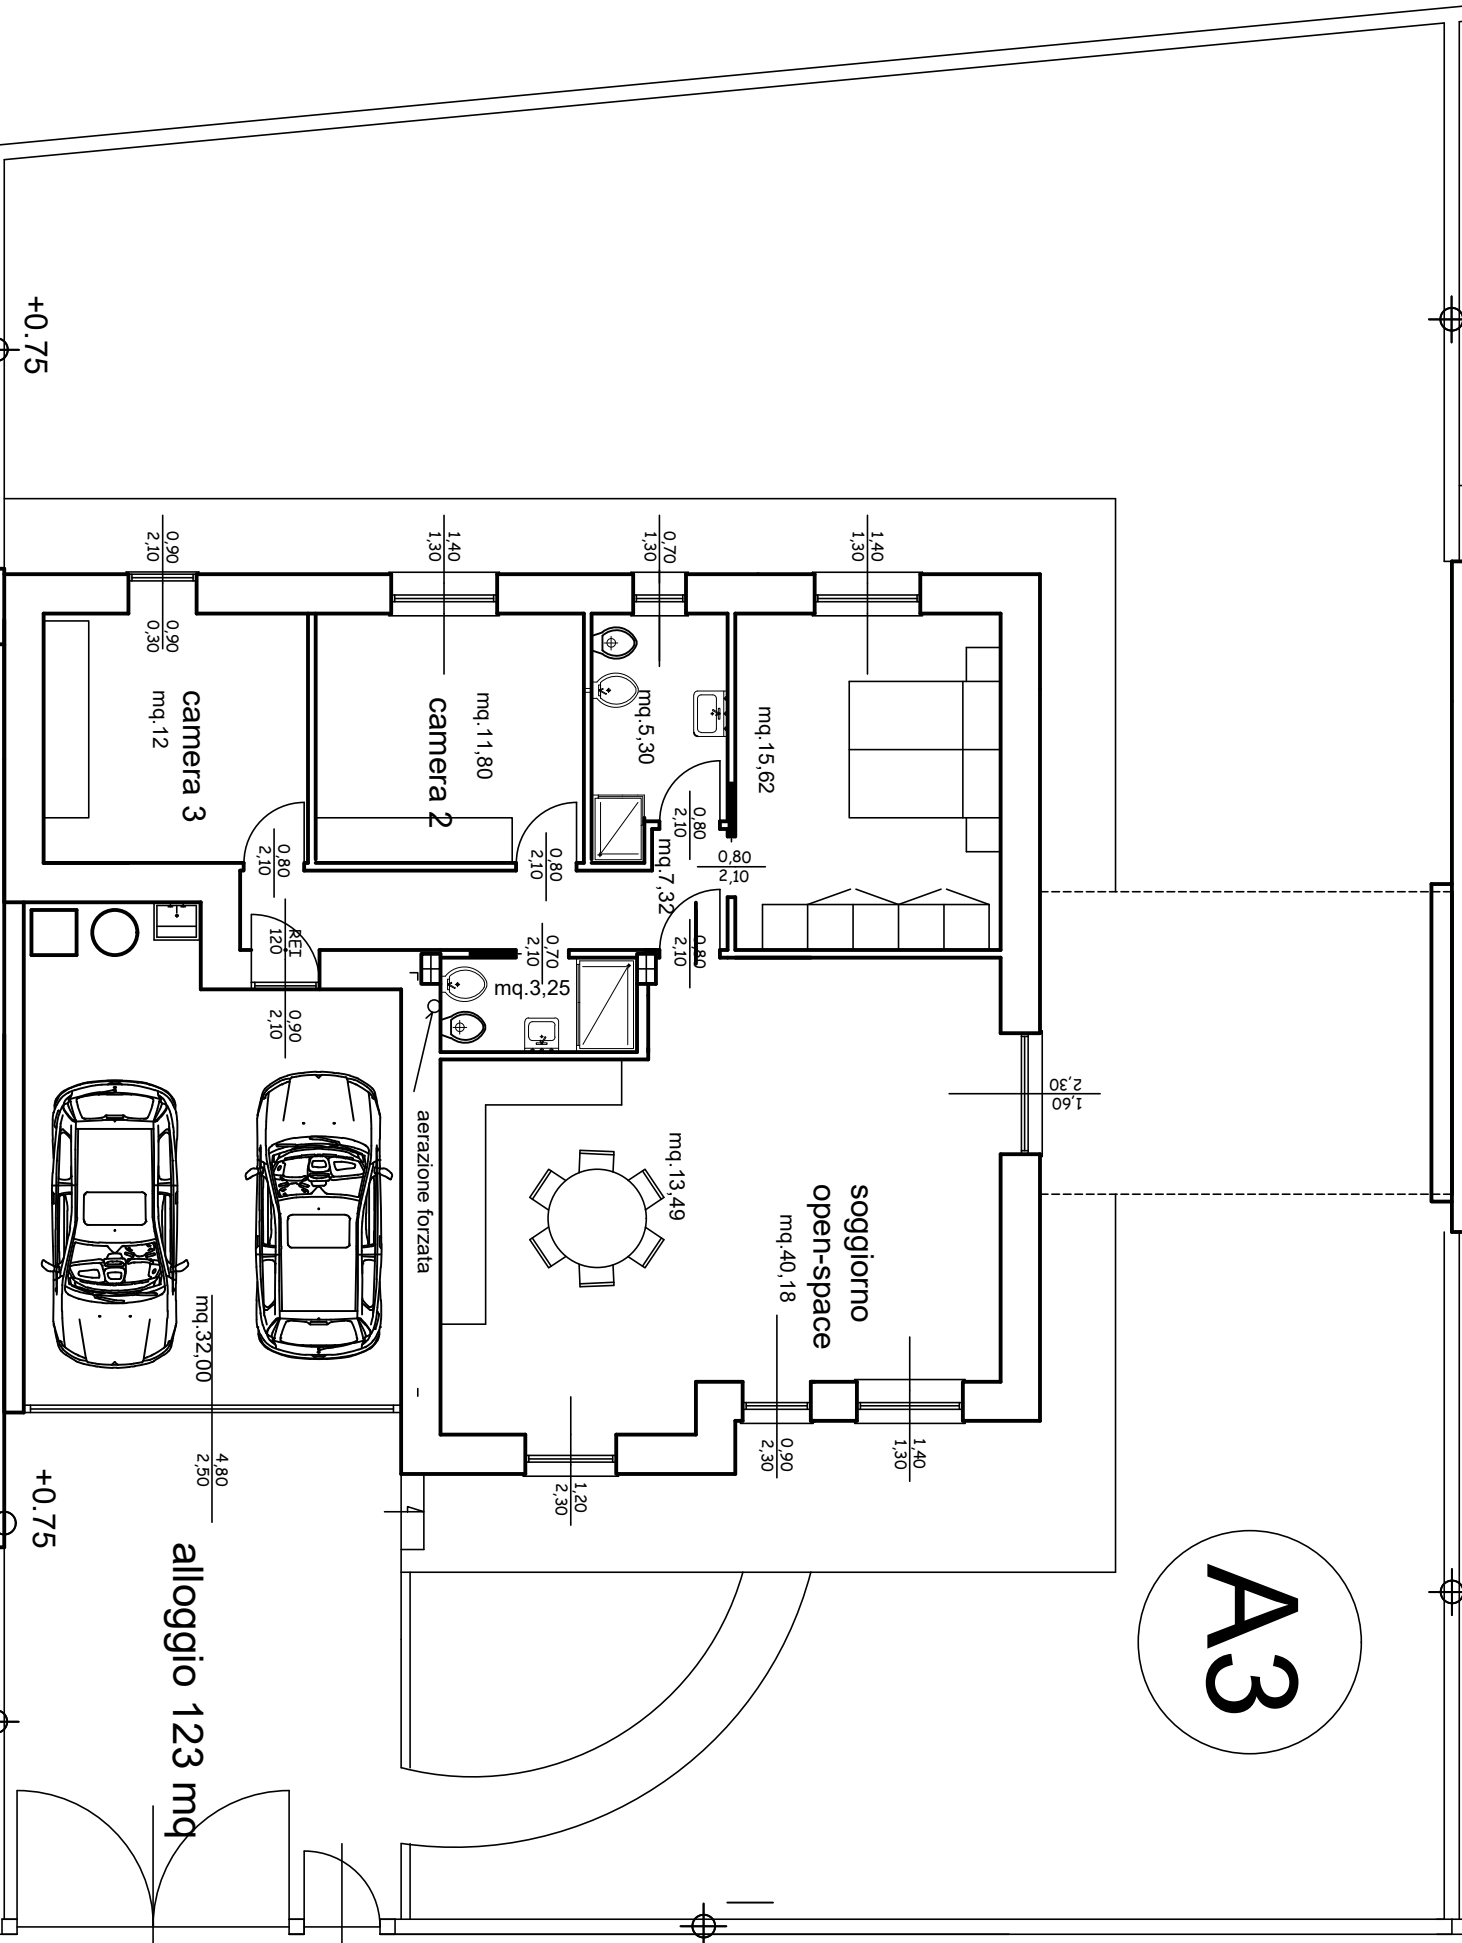 +0.75
0,90
2,10
0,90
0,30
1,40
1,30
0,70
1,30
1,40
1,30
camera 3
mq.12
mq.11,80
camera 2
mq.5,30
mq.15,62
0,80
2,10
0,80
2,10
0,80
2,10
0,80
2,10
mq.7,32
0,80
2,10
REI
120
0,90
2,10
0,70
2,10
mq.3,25
aerazione forzata
1,60
2,30
mq.13,49
soggiorno
open-space
mq.40,18
mq.32,00
4,80
2,50
1,20
2,30
0,90
2,30
1,40
1,30
+0.75
alloggio 123 mq
A3